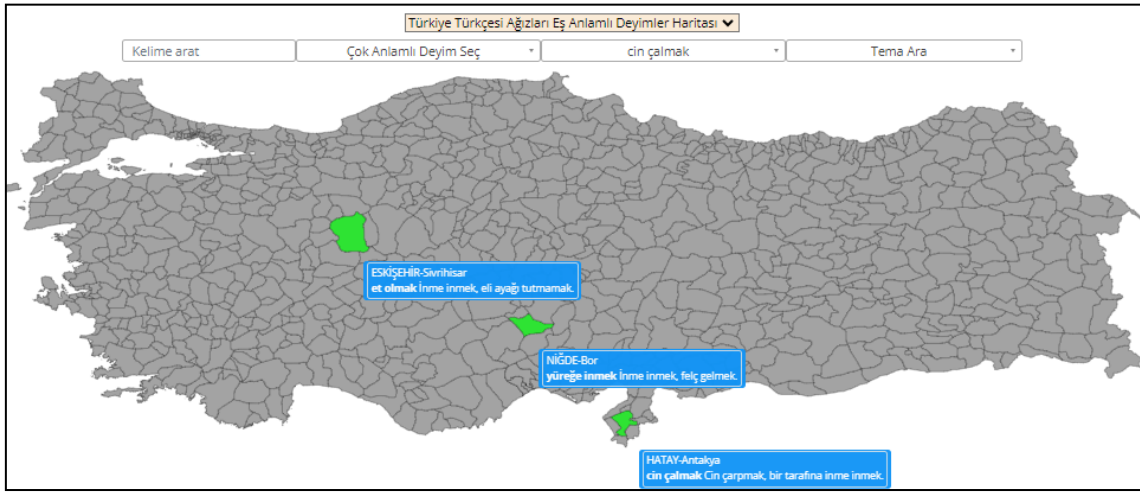 Türkiye Türkçesi Ağızları Eş Anlamlı Deyimler Haritası
Kelime arat Çok Anlamlı Deyim Seç cin çalmak Tema Ara
ESKİŞEHİR-Sivrihisar
et olmak İnme inmek, eli ayağı tutmamak.
NİĞDE-Bor
yüreğe inmek İnme inmek, felç gelmek.
HATAY-Antakya
cin çalmak Cin çarpmak, bir tarafına inme inmek.